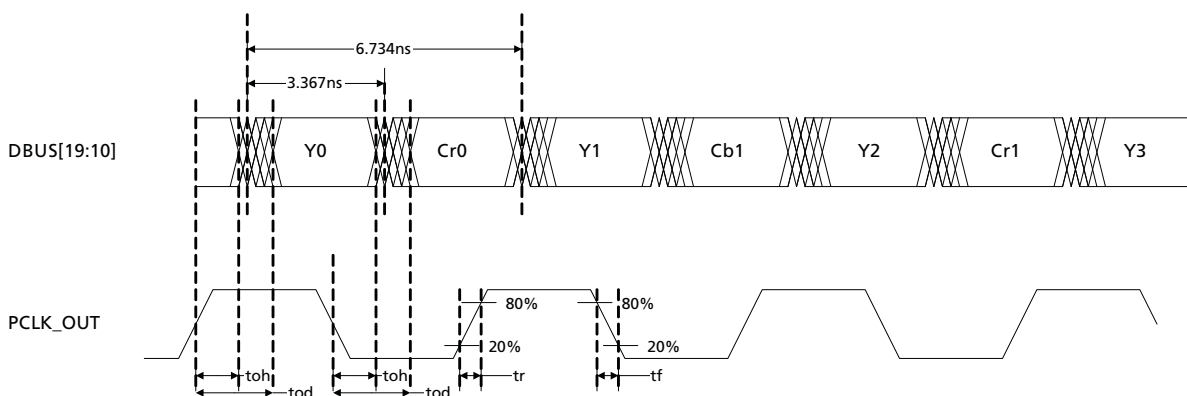 6.734ns
3.367ns
DBUS[19:10]
Y0
Cr0
Y1
Cb1
Y2
Cr1
Y3
80%
80%
PCLK_OUT
20%
20%
toh
toh
tr
tf
tod
tod